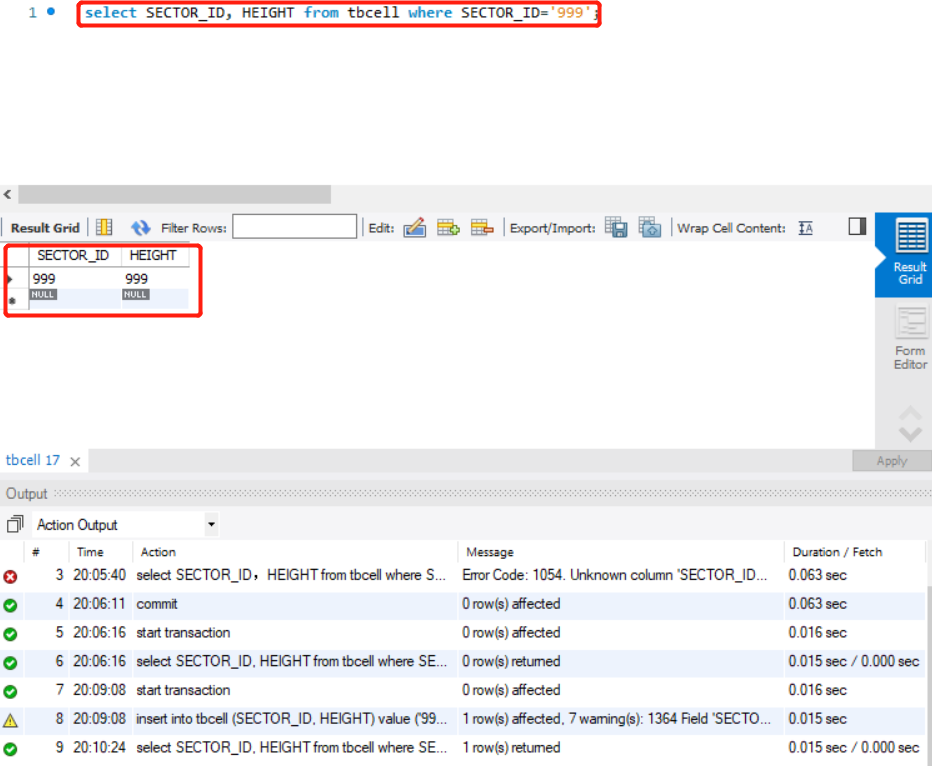 1 select SECTOR_ID, HEIGHT from tbcell where SECTOR_ID='999';
Result Grid Filter Rows: Edit: Export/Import: Wrap Cell Content: IA
SECTOR_ID HEIGHT
999 999
NULL NULL
Result Grid
Form Editor
tbcell 17 Apply
Output
Action Output
# Time Action Message Duration / Fetch
3 20:05:40 select SECTOR_ID，HEIGHT from tbcell where S... Error Code: 1054. Unknown column 'SECTOR_ID... 0.063 sec
4 20:06:11 commit 0 row(s) affected 0.063 sec
5 20:06:16 start transaction 0 row(s) affected 0.016 sec
6 20:06:16 select SECTOR_ID, HEIGHT from tbcell where SE... 0 row(s) returned 0.015 sec / 0.000 sec
7 20:09:08 start transaction 0 row(s) affected 0.016 sec
8 20:09:08 insert into tbcell (SECTOR_ID, HEIGHT) value ('99... 1 row(s) affected, 7 warning(s): 1364 Field 'SECTO... 0.015 sec
9 20:10:24 select SECTOR_ID, HEIGHT from tbcell where SE... 1 row(s) returned 0.015 sec / 0.000 sec